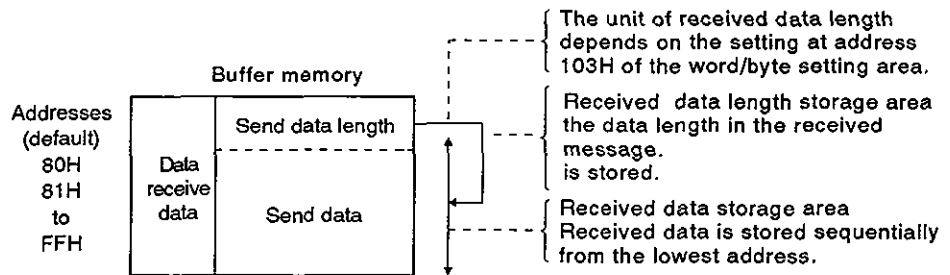 The unit of received data length
depends on the setting at address
103H of the word/byte setting area.
Buffer memory
Addresses
(default)
80H
81H
to
FFH
Data
receive
data
Send data length
Send data
Received data length storage area
the data length in the received
message.
is stored.
Received data storage area
Received data is stored sequentially
from the lowest address.